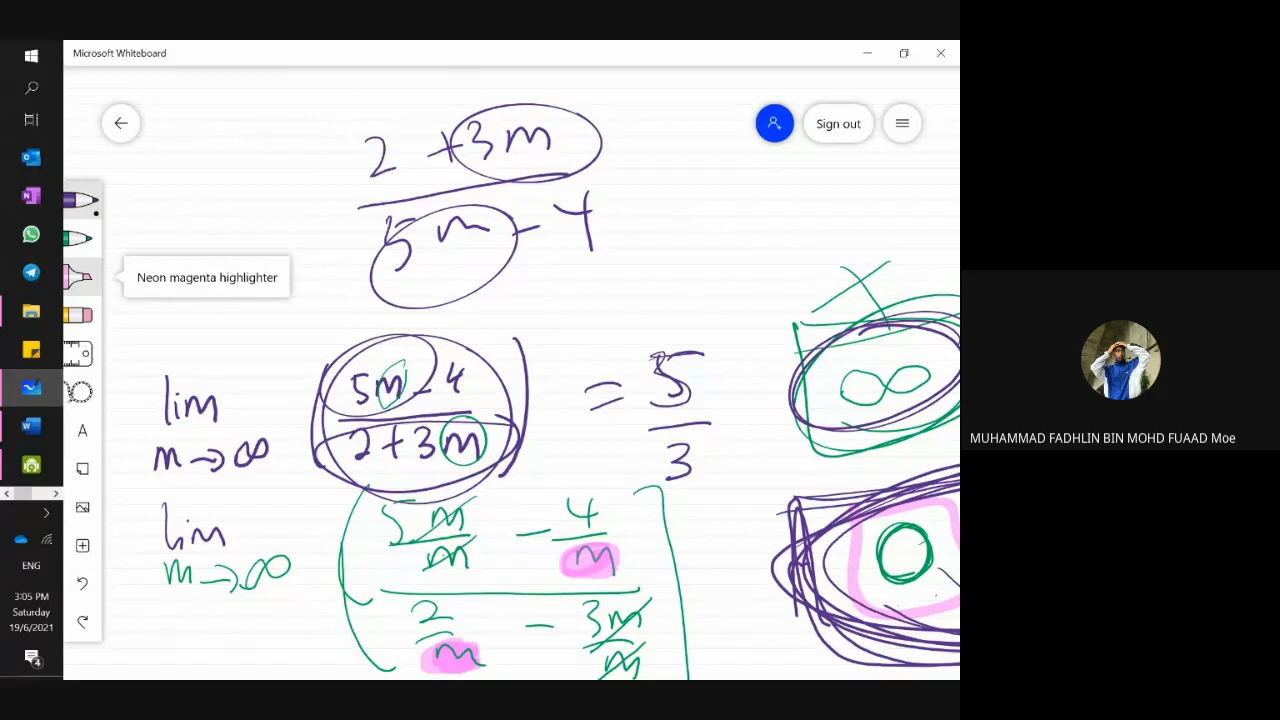 Microsoft Whiteboard
Sign out
2 + 3m
5m - 4
Neon magenta highlighter
lim m→∞ (5m - 4 / 2 + 3m) = 5/3
∞
lim m→∞ (5m/m - 4/m / 2/m - 3m/m)
0
MUHAMMAD FADHLIN BIN MOHD FUAAD Moe
ENG
3:05 PM
Saturday
19/6/2021
4